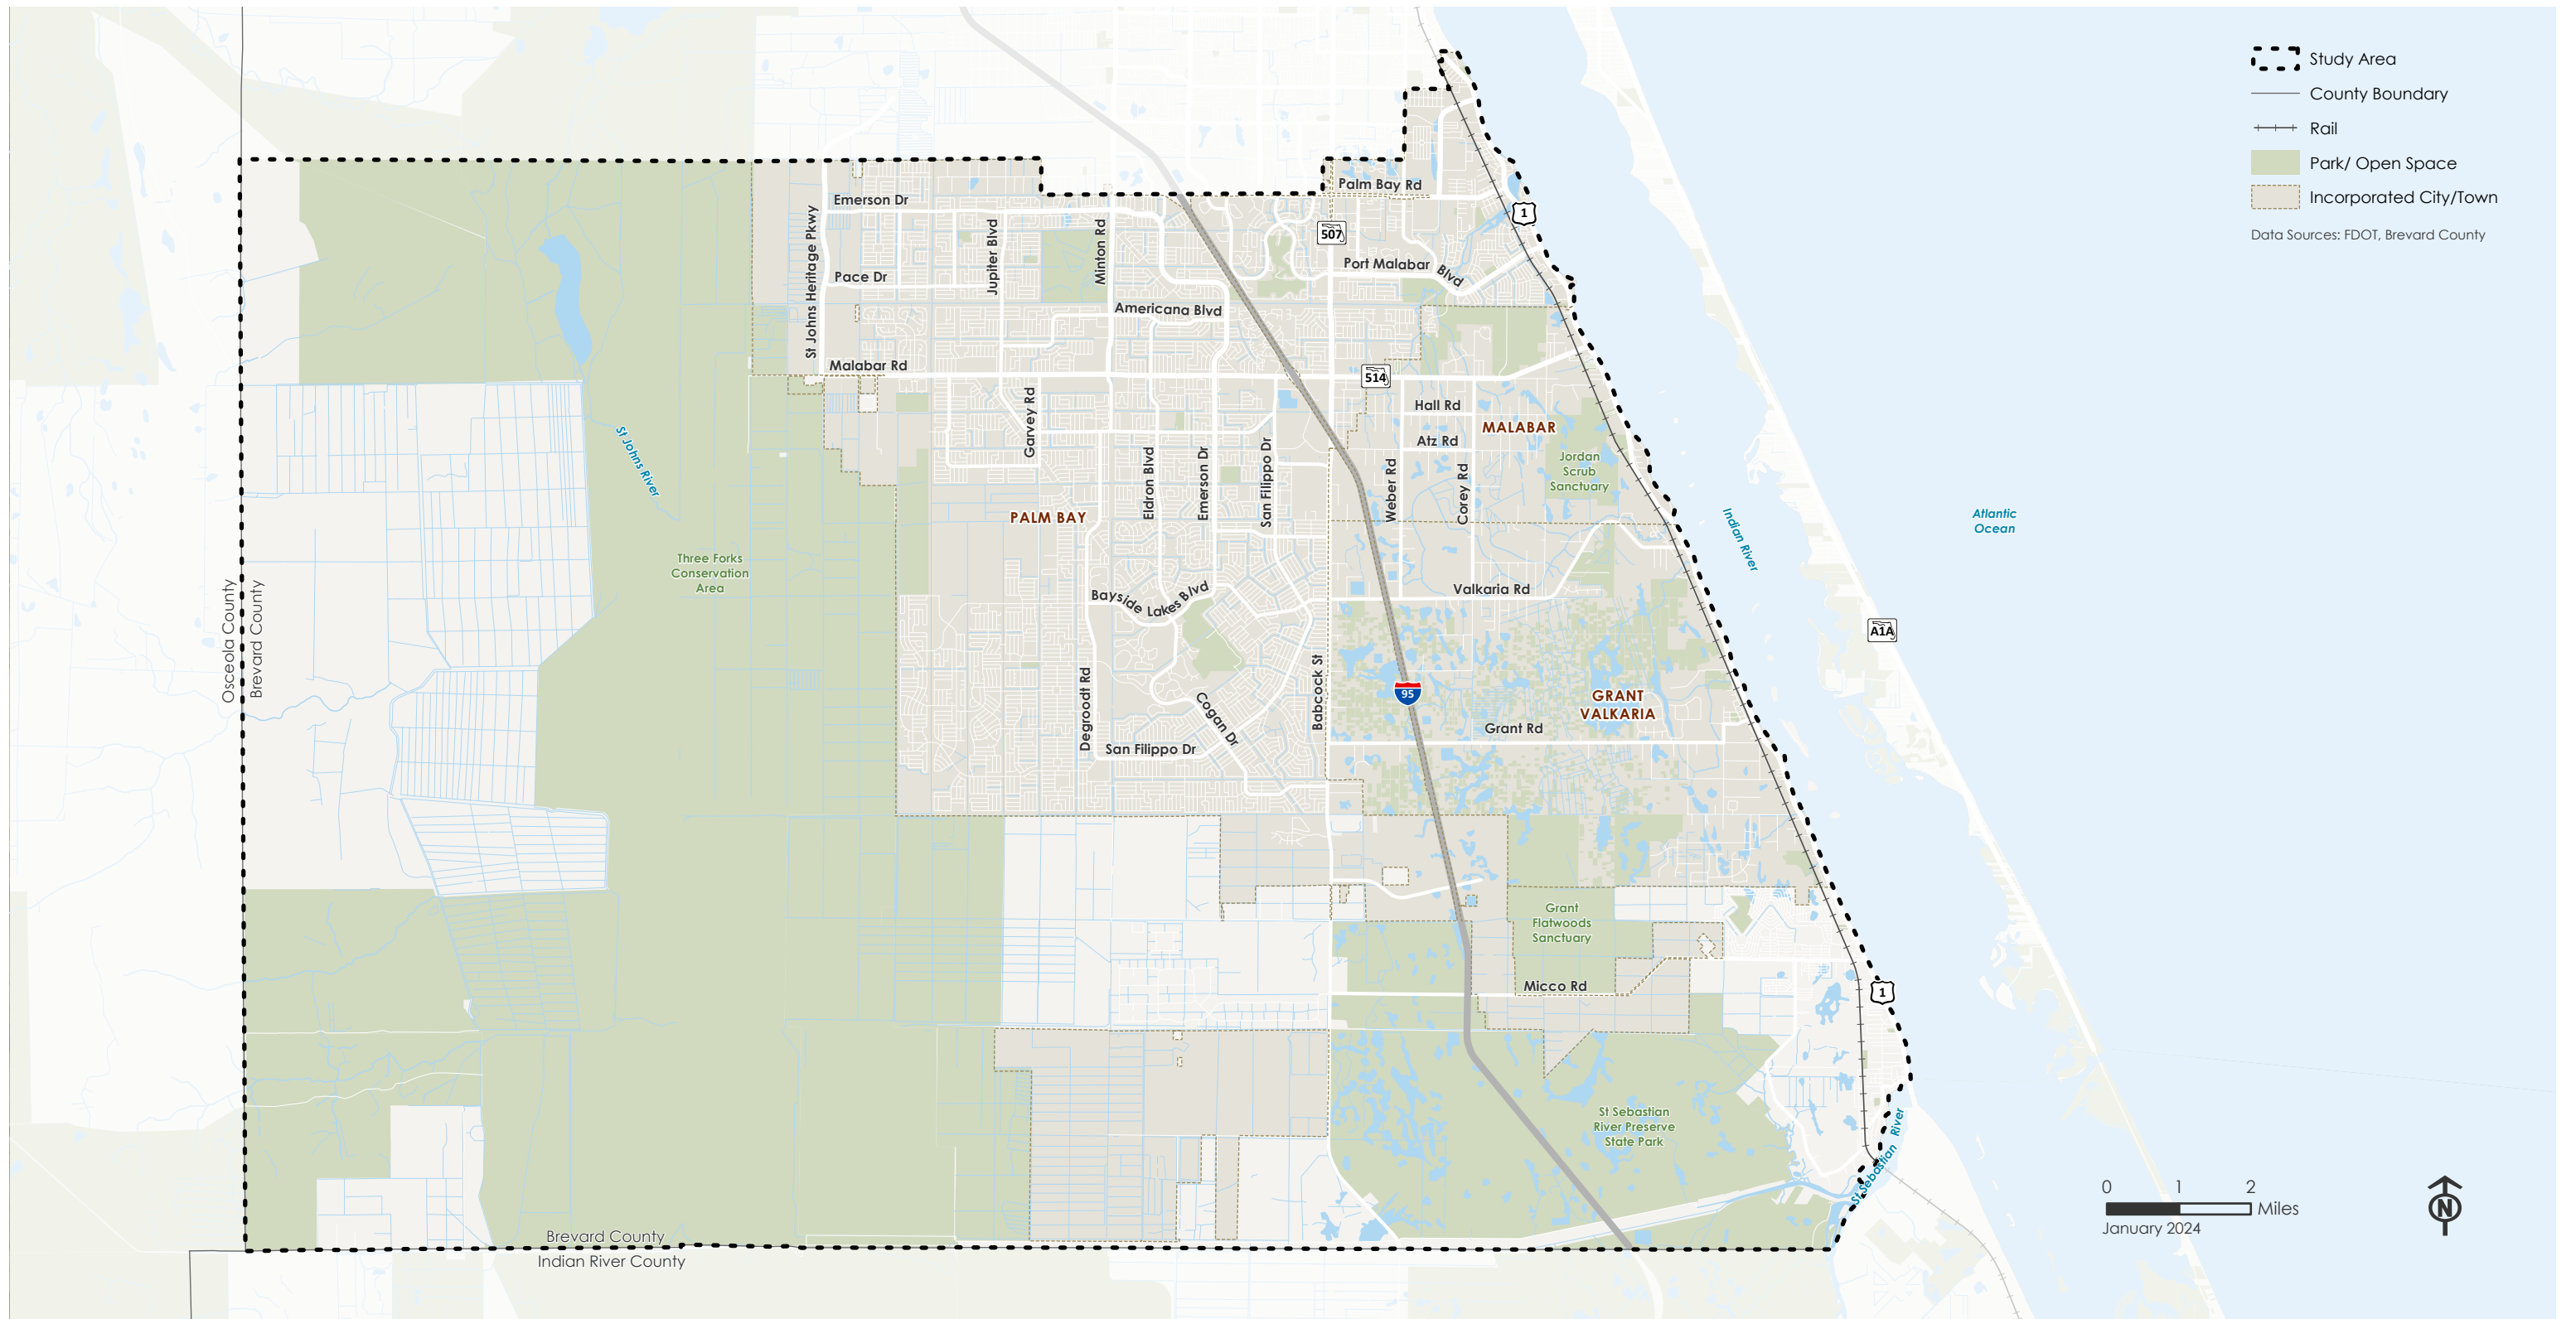 Study Area
County Boundary
Rail
Park/ Open Space
Incorporated City/Town
Data Sources: FDOT, Brevard County
Palm Bay Rd
Emerson Dr
1
507
St Johns Heritage Pkwy
Jupiter Blvd
Minton Rd
Port Malabar Blvd
Pace Dr
Americana Blvd
Malabar Rd
514
Garvey Rd
Hall Rd
MALABAR
Atz Rd
St Johns River
Eldron Blvd
Emerson Dr
San Filippo Dr
Weber Rd
Corey Rd
Jordan
Scrub
Sanctuary
PALM BAY
Indian River
Atlantic
Ocean
Three Forks
Conservation
Area
Osceola County
Brevard County
Bayside Lakes Blvd
Valkaria Rd
A1A
Degroodt Rd
Babcock St
95
GRANT
VALKARIA
Cogan Dr
Grant Rd
San Filippo Dr
Grant
Flatwoods
Sanctuary
Micco Rd
1
St Sebastian
River Preserve
State Park
St Sebastian River
0 1 2
Miles
January 2024
N
Brevard County
Indian River County